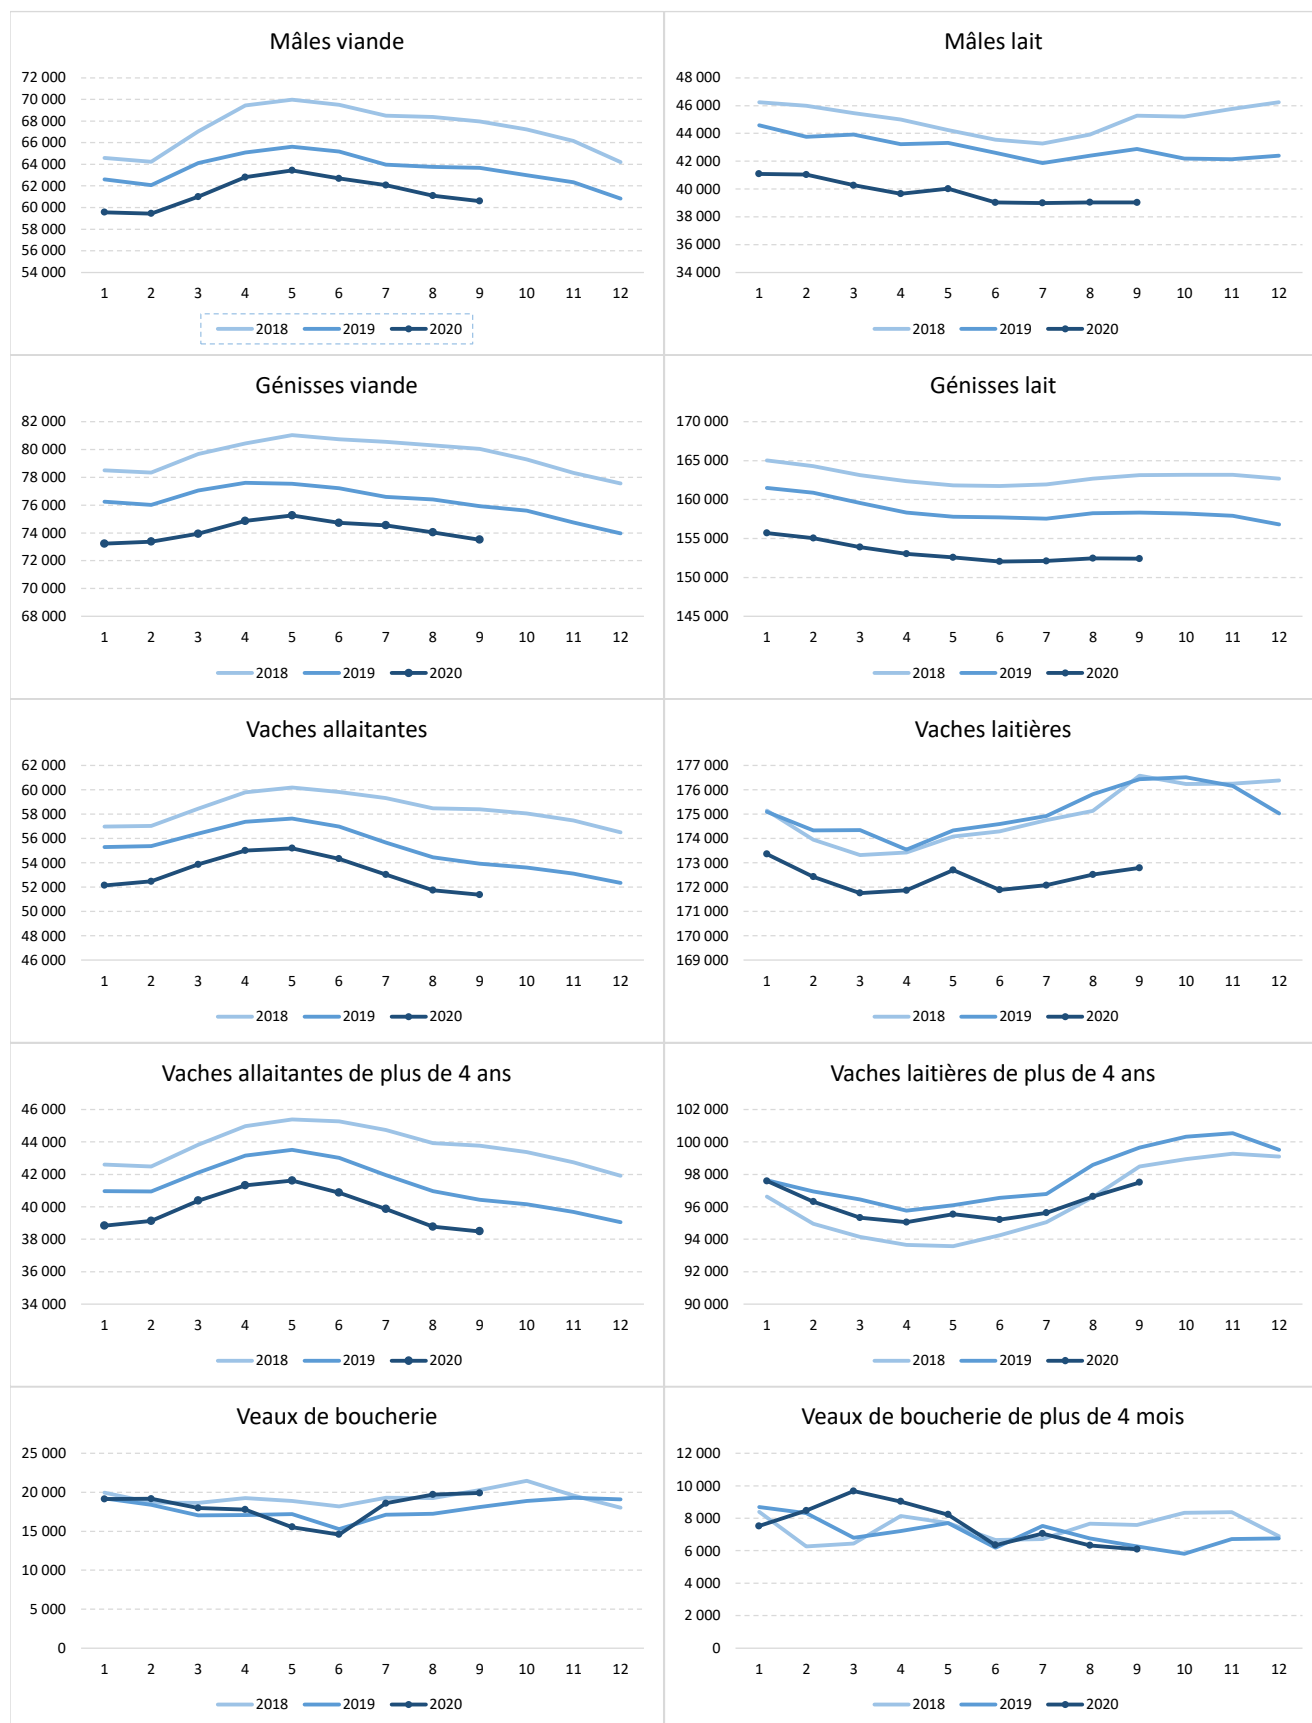 Mâles viande
72 000
70 000
68 000
66 000
64 000
62 000
60 000
58 000
56 000
54 000
1 2 3 4 5 6 7 8 9 10 11 12
2018 2019 2020
Mâles lait
48 000
46 000
44 000
42 000
40 000
38 000
36 000
34 000
1 2 3 4 5 6 7 8 9 10 11 12
2018 2019 2020
Génisses viande
82 000
80 000
78 000
76 000
74 000
72 000
70 000
68 000
1 2 3 4 5 6 7 8 9 10 11 12
2018 2019 2020
Génisses lait
170 000
165 000
160 000
155 000
150 000
145 000
1 2 3 4 5 6 7 8 9 10 11 12
2018 2019 2020
Vaches allaitantes
62 000
60 000
58 000
56 000
54 000
52 000
50 000
48 000
46 000
1 2 3 4 5 6 7 8 9 10 11 12
2018 2019 2020
Vaches laitières
177 000
176 000
175 000
174 000
173 000
172 000
171 000
170 000
169 000
1 2 3 4 5 6 7 8 9 10 11 12
2018 2019 2020
Vaches allaitantes de plus de 4 ans
46 000
44 000
42 000
40 000
38 000
36 000
34 000
1 2 3 4 5 6 7 8 9 10 11 12
2018 2019 2020
Vaches laitières de plus de 4 ans
102 000
100 000
98 000
96 000
94 000
92 000
90 000
1 2 3 4 5 6 7 8 9 10 11 12
2018 2019 2020
Veaux de boucherie
25 000
20 000
15 000
10 000
5 000
0
1 2 3 4 5 6 7 8 9 10 11 12
2018 2019 2020
Veaux de boucherie de plus de 4 mois
12 000
10 000
8 000
6 000
4 000
2 000
0
1 2 3 4 5 6 7 8 9 10 11 12
2018 2019 2020